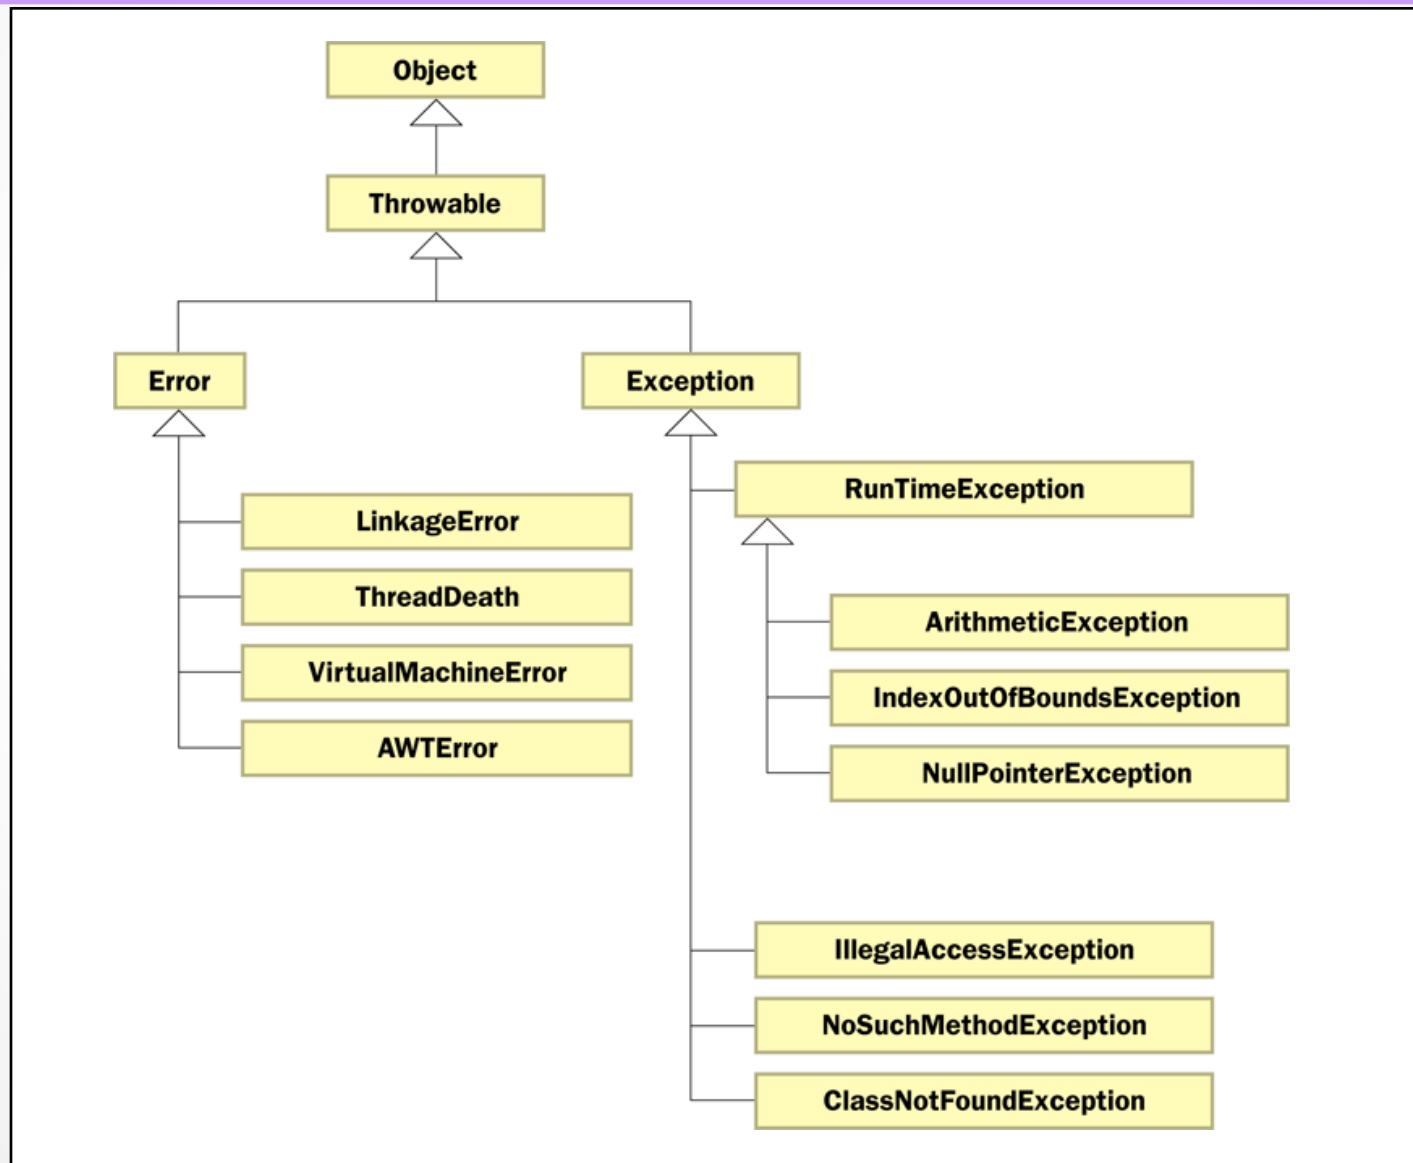 Object
Throwable
Error
Exception
RunTimeException
LinkageError
ThreadDeath
VirtualMachineError
AWTError
ArithmeticException
IndexOutOfBoundsException
NullPointerException
IllegalAccessException
NoSuchMethodException
ClassNotFoundException